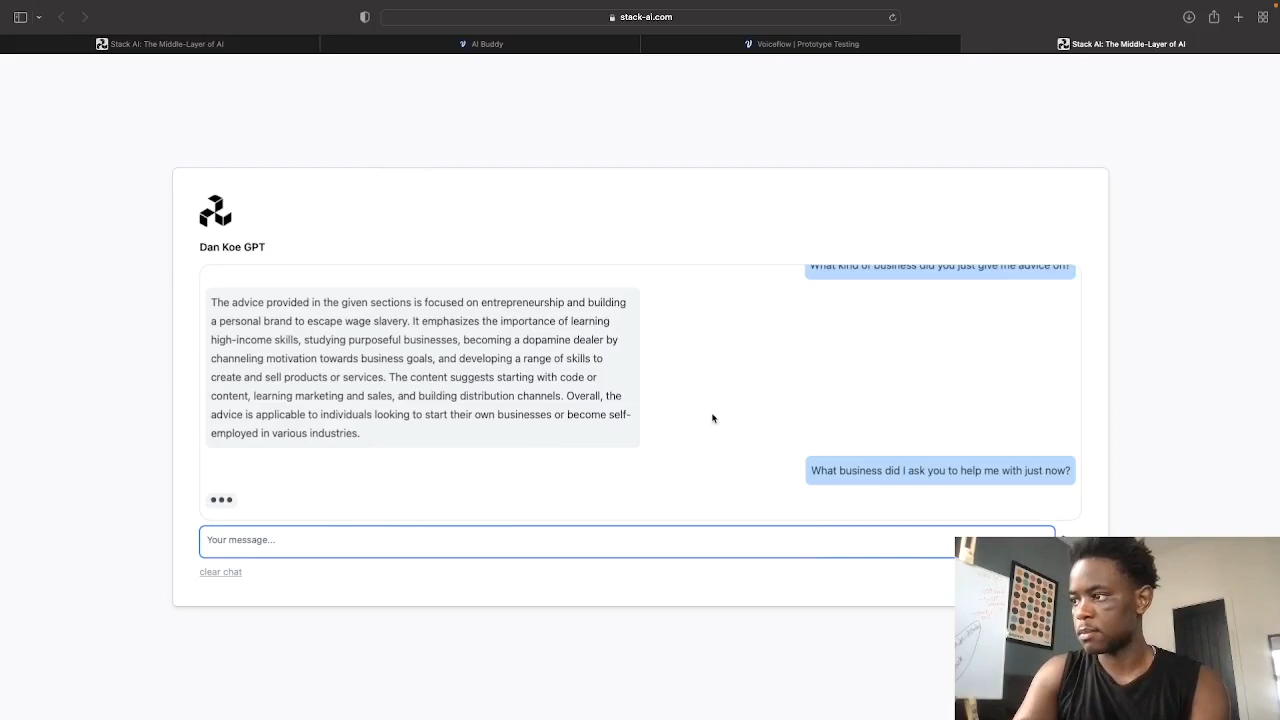 stack-ai.com
Stack AI: The Middle-Layer of AI
AI Buddy
Voiceflow | Prototype Testing
Stack AI: The Middle-Layer of AI
Dan Koe GPT
What kind of business did you just give me advice on?
The advice provided in the given sections is focused on entrepreneurship and building
a personal brand to escape wage slavery. It emphasizes the importance of learning
high-income skills, studying purposeful businesses, becoming a dopamine dealer by
channeling motivation towards business goals, and developing a range of skills to
create and sell products or services. The content suggests starting with code or
content, learning marketing and sales, and building distribution channels. Overall, the
advice is applicable to individuals looking to start their own businesses or become self-
employed in various industries.
What business did I ask you to help me with just now?
Your message...
clear chat